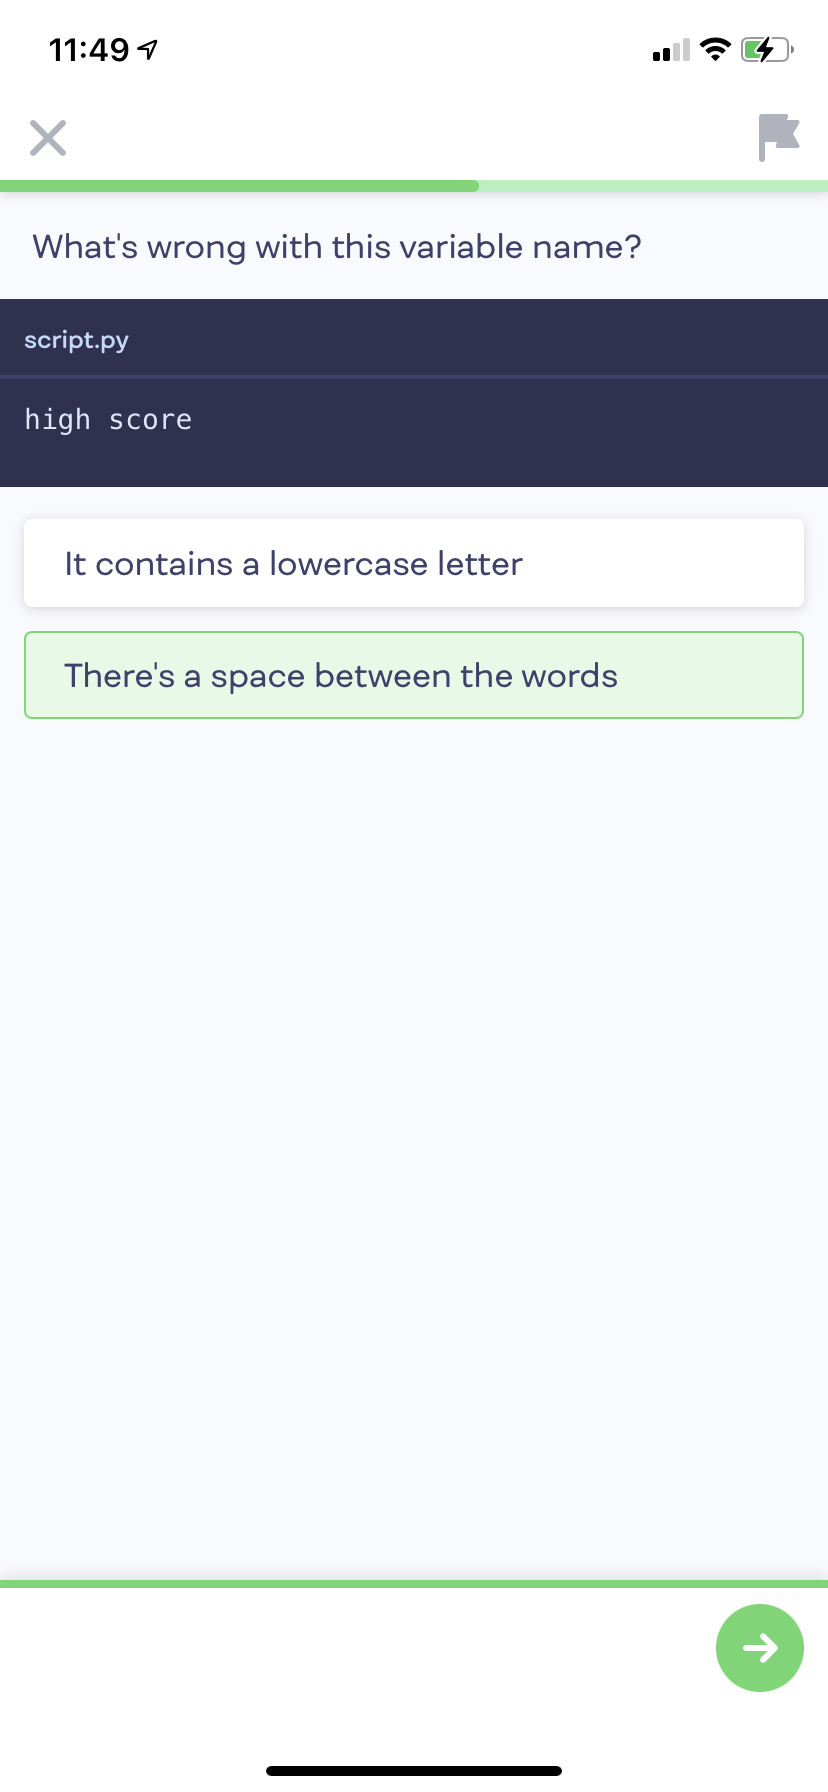 11:49
What's wrong with this variable name?
script.py
high score
It contains a lowercase letter
There's a space between the words